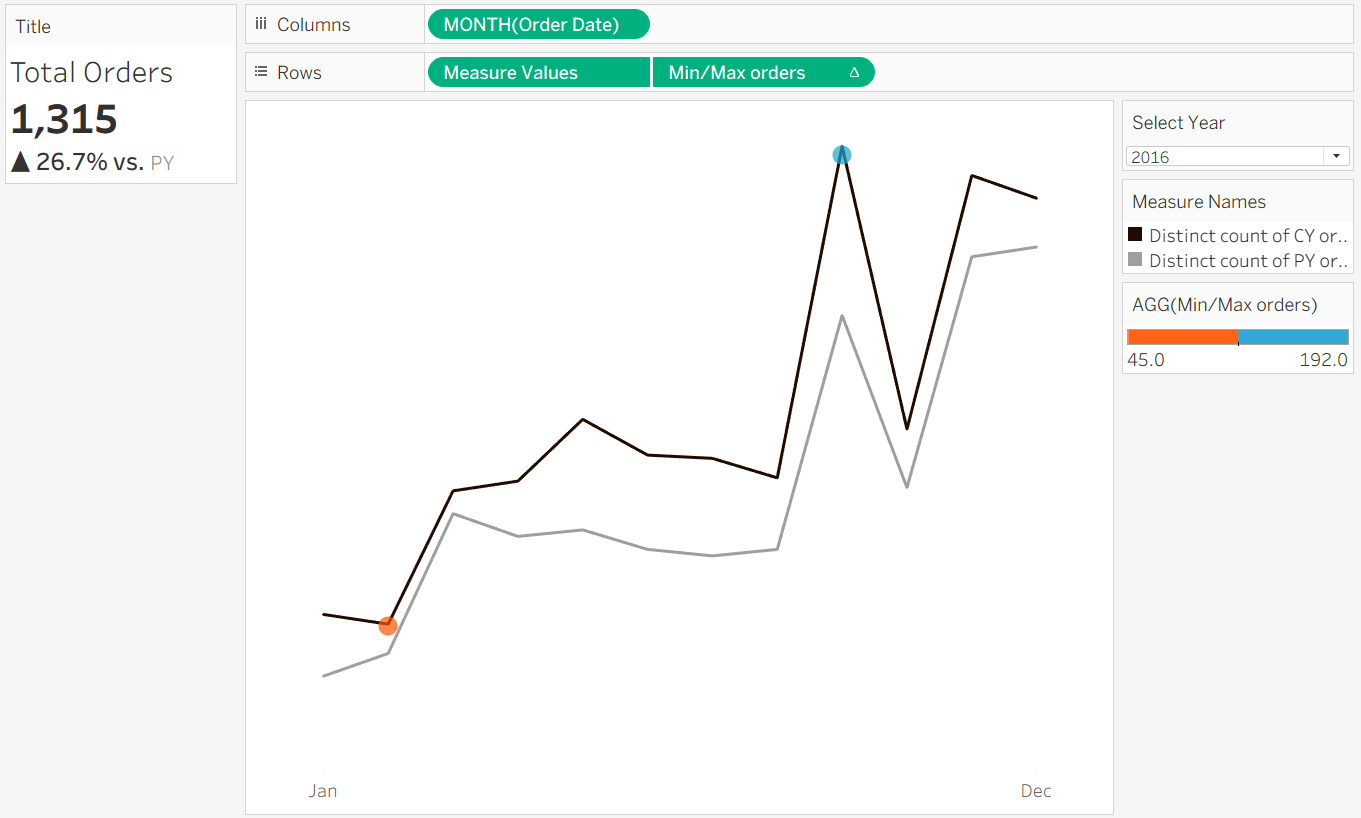 Title
Total Orders
1,315
▲ 26.7% vs. PY
Columns
MONTH(Order Date)
Rows
Measure Values
Min/Max orders Δ
Jan
Dec
Select Year
2016
Measure Names
Distinct count of CY or..
Distinct count of PY or..
AGG(Min/Max orders)
45.0 192.0